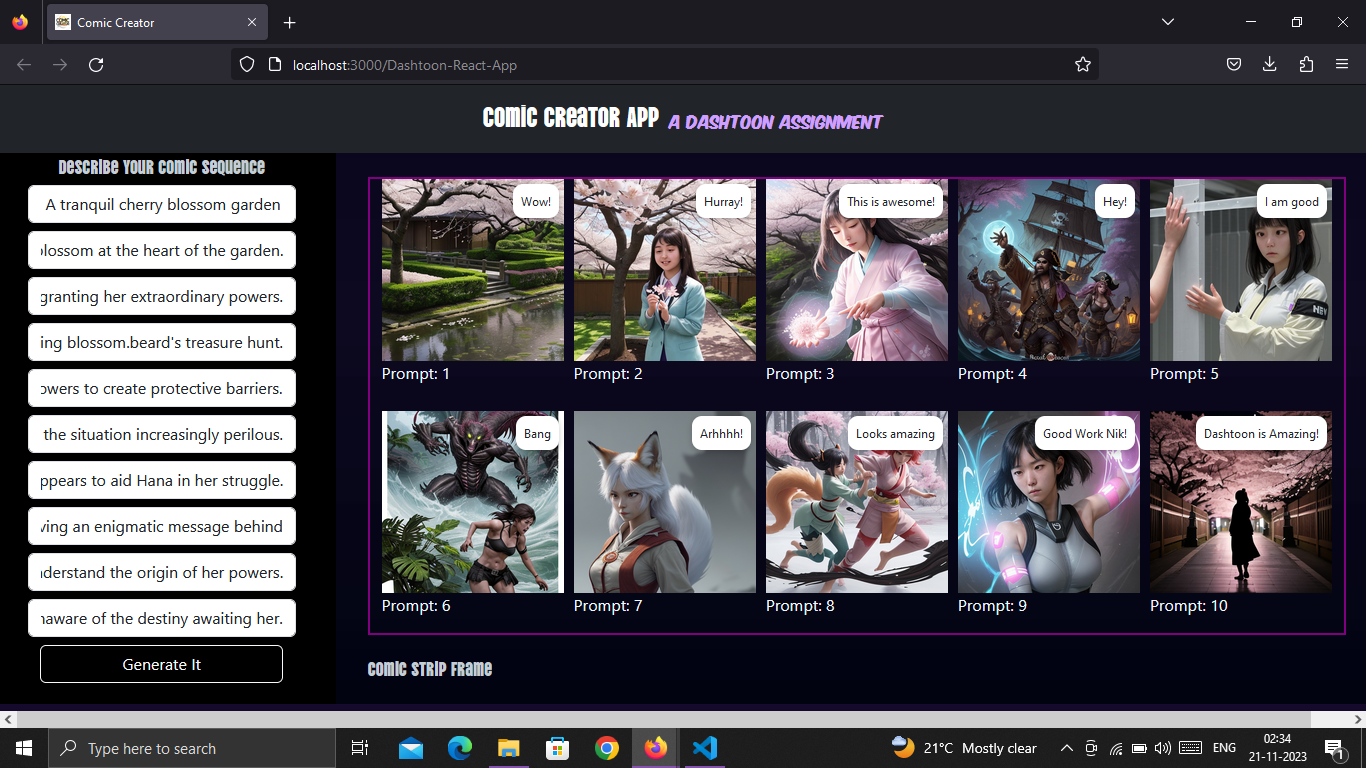 Comic Creator
localhost:3000/Dashtoon-React-App
Comic Creator App A Dashtoon Assignment
Describe Your Comic Sequence
A tranquil cherry blossom garden
lossom at the heart of the garden.
granting her extraordinary powers.
ing blossom.beard's treasure hunt.
owers to create protective barriers.
the situation increasingly perilous.
ppears to aid Hana in her struggle.
ving an enigmatic message behind
nderstand the origin of her powers.
naware of the destiny awaiting her.
Generate It
Wow!
Hurray!
This is awesome!
Hey!
I am good
NEW
Prompt: 1
Prompt: 2
Prompt: 3
Prompt: 4
Prompt: 5
Bang
Arhhhh!
Looks amazing
Good Work Nik!
Dashtoon is Amazing!
Prompt: 6
Prompt: 7
Prompt: 8
Prompt: 9
Prompt: 10
Comic Strip Frame
Type here to search
21°C Mostly clear
ENG
02:34
21-11-2023
1